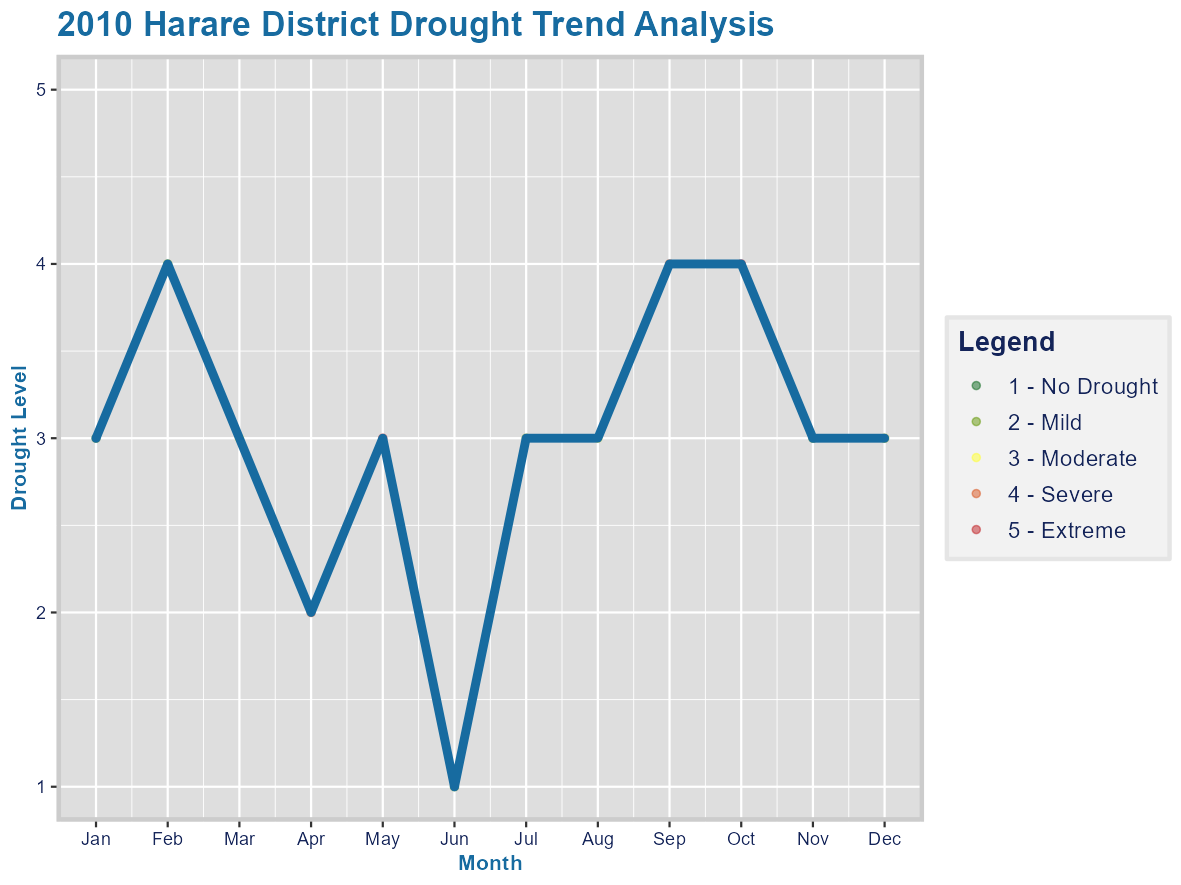 2010 Harare District Drought Trend Analysis
Drought Level
5
4
3
2
1
Jan Feb Mar Apr May Jun Jul Aug Sep Oct Nov Dec
Month
Legend
1 - No Drought
2 - Mild
3 - Moderate
4 - Severe
5 - Extreme